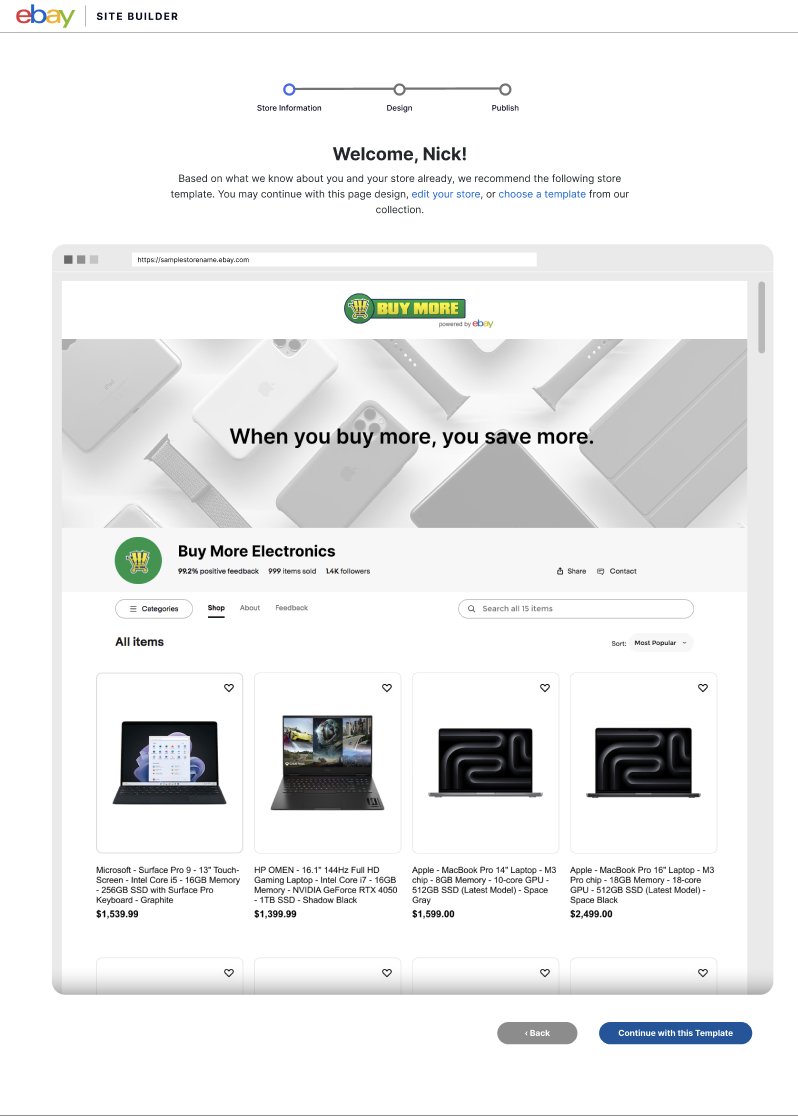 ebay SITE BUILDER
Store Information Design Publish
Welcome, Nick!
Based on what we know about you and your store already, we recommend the following store
template. You may continue with this page design, edit your store, or choose a template from our
collection.
https://samplestorename.ebay.com
BUY MORE
powered by ebay
When you buy more, you save more.
Buy More Electronics
99.2% positive feedback 999 items sold 1.4K followers Share Contact
Categories Shop About Feedback Search all 15 items
All items Sort: Most Popular
Microsoft - Surface Pro 9 - 13" Touch-
Screen - Intel Core i5 - 16GB Memory
- 256GB SSD with Surface Pro
Keyboard - Graphite
$1,539.99
HP OMEN - 16.1" 144Hz Full HD
Gaming Laptop - Intel Core i7 - 16GB
Memory - NVIDIA GeForce RTX 4050
- 1TB SSD - Shadow Black
$1,399.99
Apple - MacBook Pro 14" Laptop - M3
chip - 8GB Memory - 10-core GPU -
512GB SSD (Latest Model) - Space
Gray
$1,599.00
Apple - MacBook Pro 16" Laptop - M3
Pro chip - 18GB Memory - 18-core
GPU - 512GB SSD (Latest Model) -
Space Black
$2,499.00
‹ Back Continue with this Template